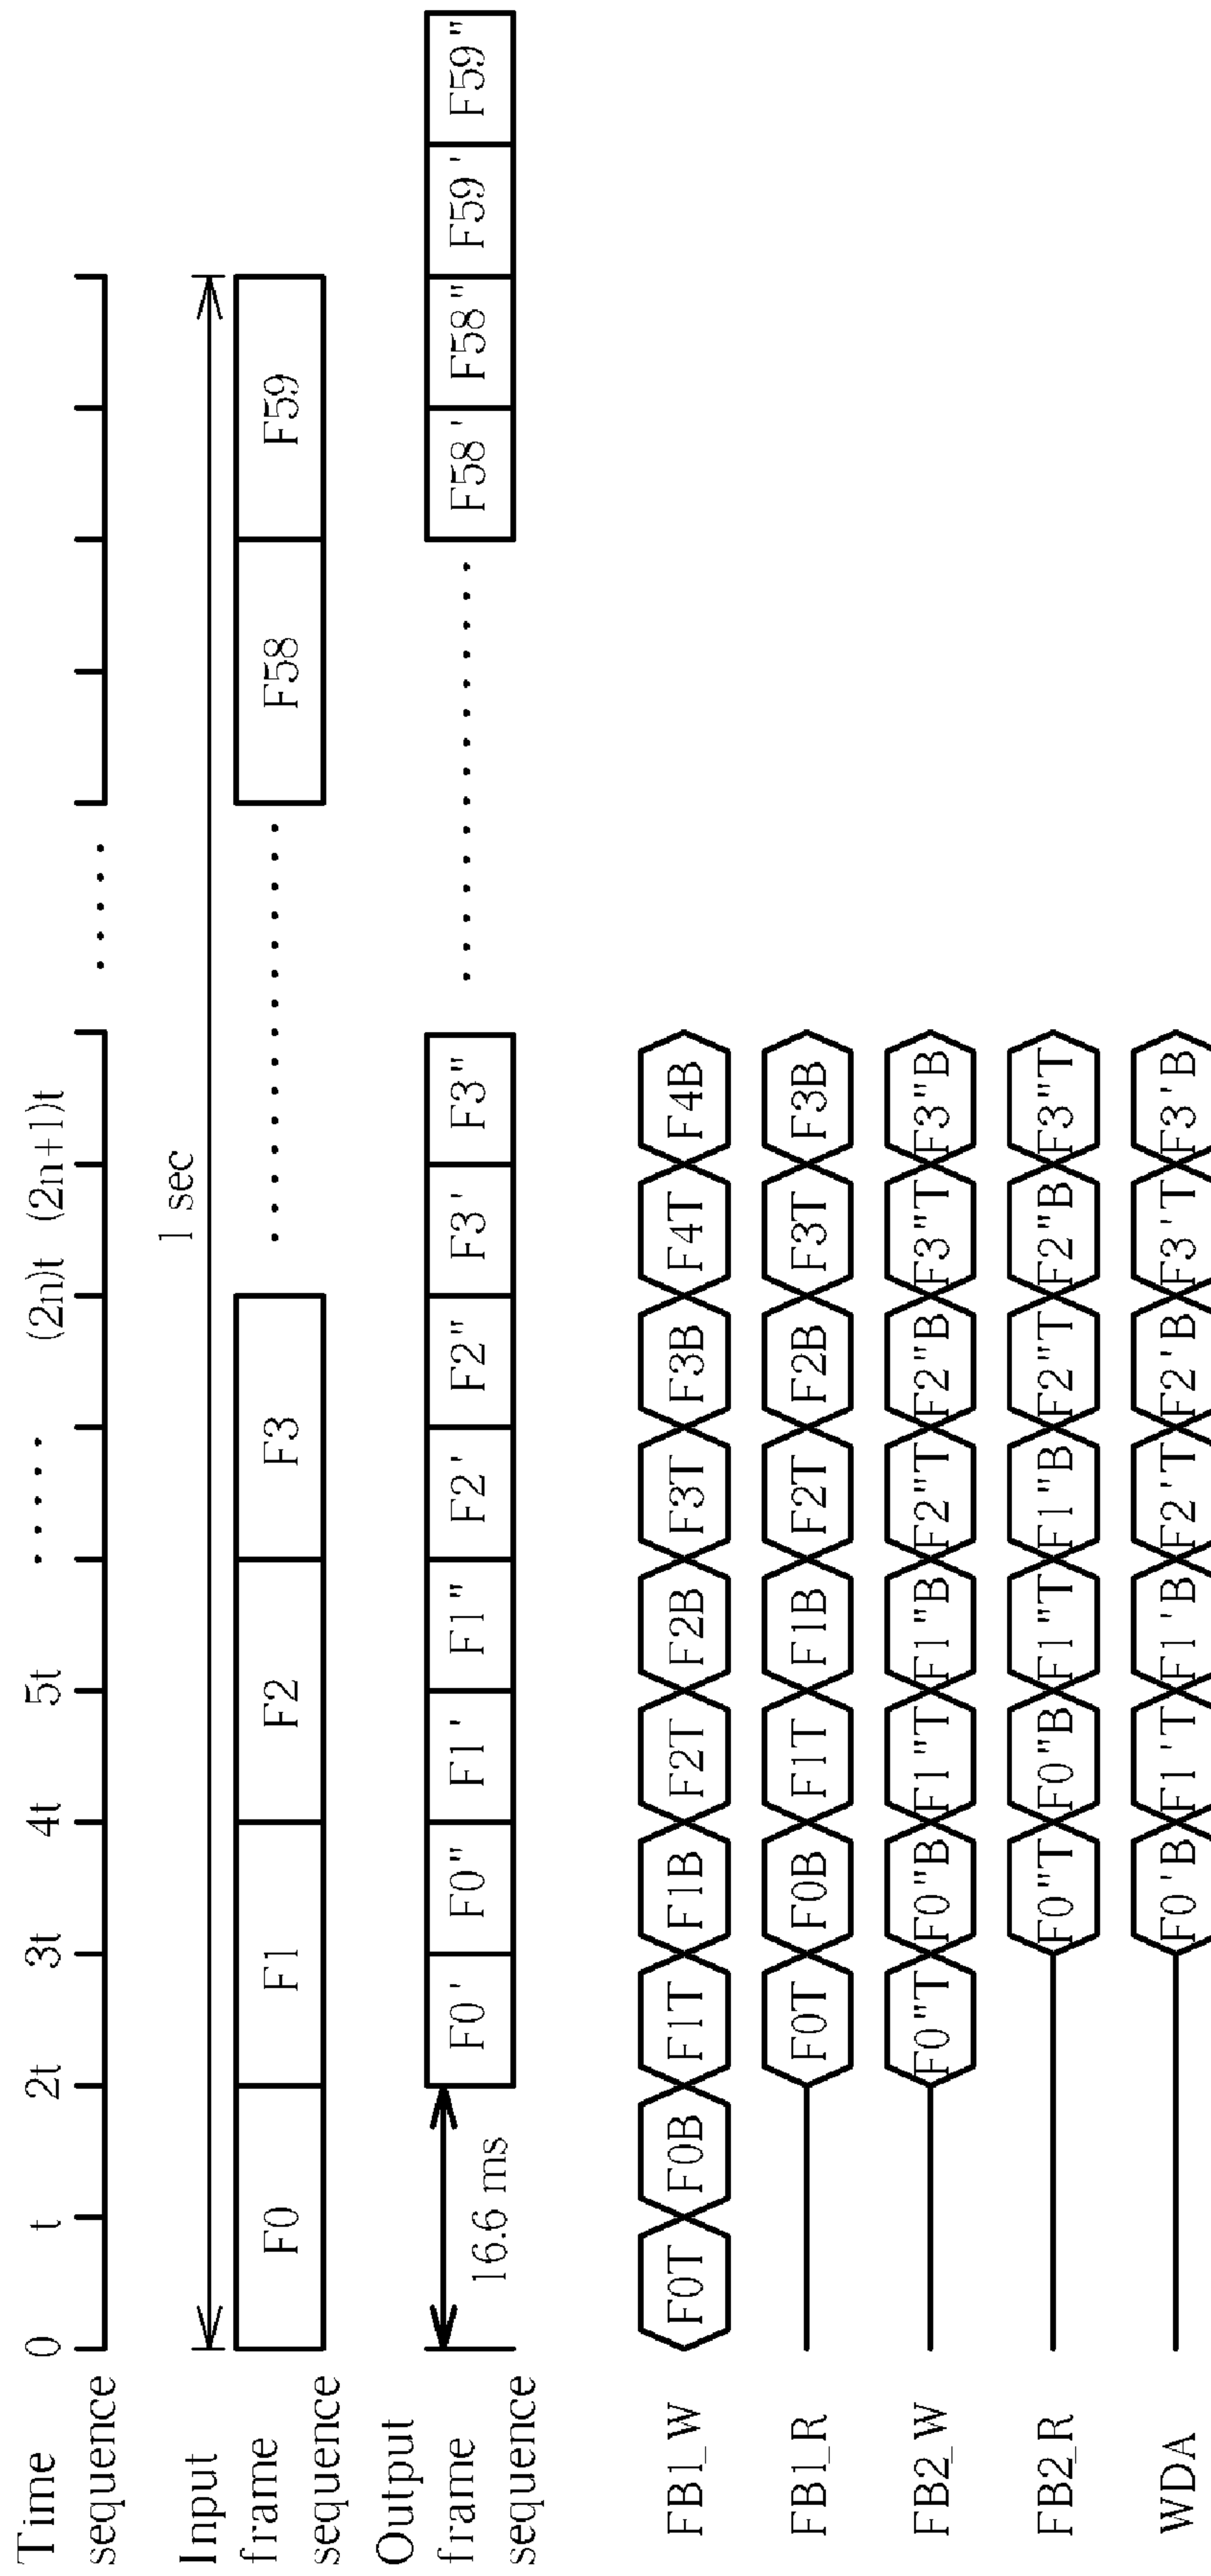 Time sequence
0 t 2t 3t 4t 5t ····· (2n)t (2n+1)t ·····
1 sec
Input frame sequence
F0 F1 F2 F3 ··············· F58 F59
Output frame sequence
16.6 ms
F0' F0" F1' F1" F2' F2" F3' F3" ··············· F58' F58" F59' F59"
FB1_W F0T F0B F1T F1B F2T F2B F3T F3B F4T F4B
FB1_R F0T F0B F1T F1B F2T F2B F3T F3B
FB2_W F0"T F0"B F1"T F1"B F2"T F2"B F3"T F3"B
FB2_R F0"T F0"B F1"T F1"B F2"T F2"B F3"T
WDA F0'B F1'T F1'B F2'T F2'B F3'T F3'B